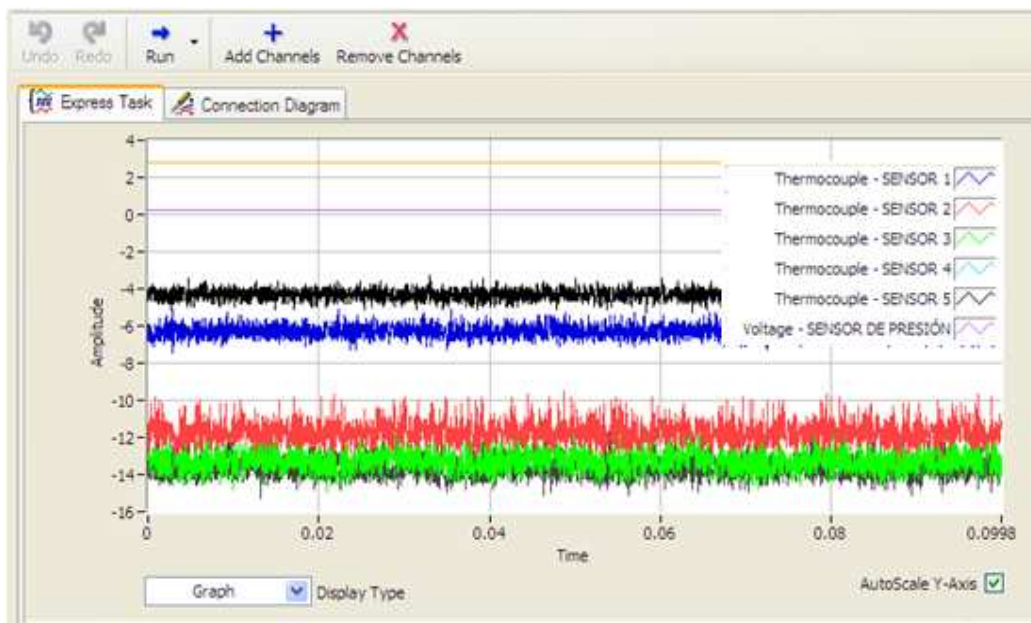 Undo Redo Run Add Channels Remove Channels
Express Task Connection Diagram
4
2
0
-2
-4
-6
-8
-10
-12
-14
-16
Amplitude
Thermocouple - SENSOR 1
Thermocouple - SENSOR 2
Thermocouple - SENSOR 3
Thermocouple - SENSOR 4
Thermocouple - SENSOR 5
Voltage - SENSOR DE PRESIÓN
0 0.02 0.04 0.06 0.08 0.0998
Time
Graph Display Type
AutoScale Y-Axis